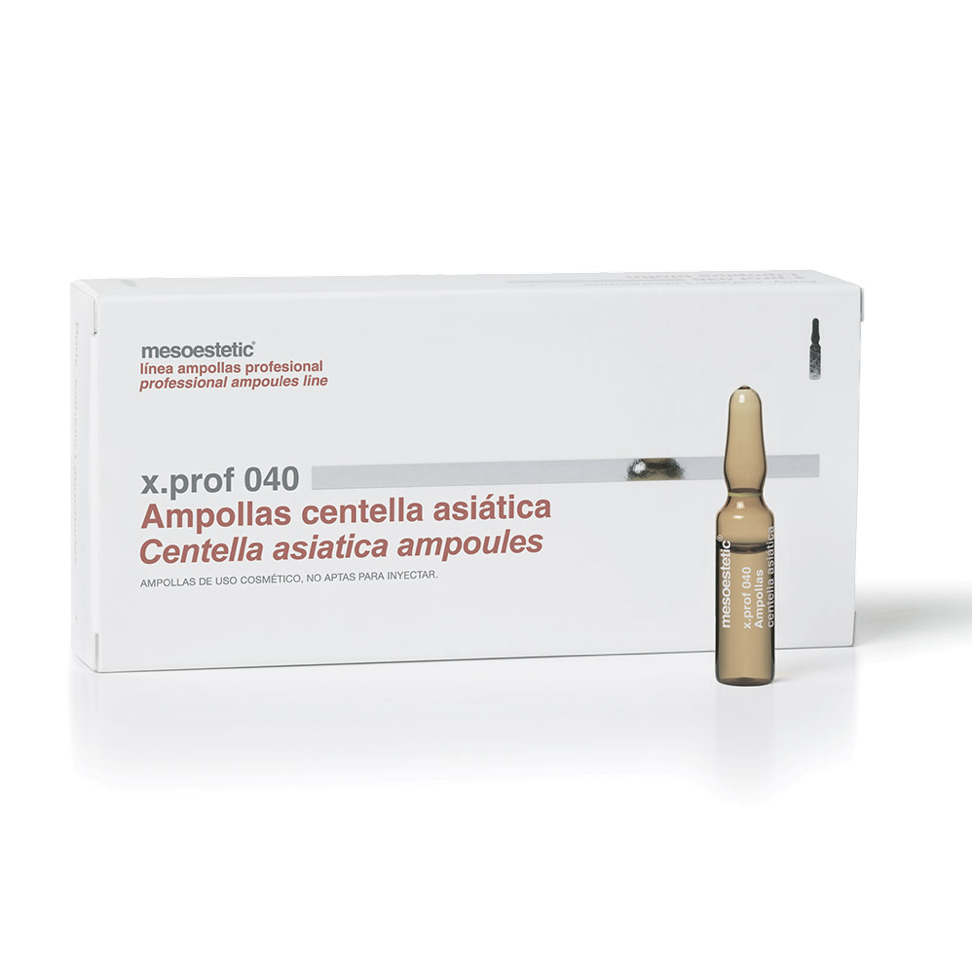 mesoestetic®
línea ampollas profesional
professional ampoules line
x.prof 040
Ampollas centella asiática
Centella asiatica ampoules
AMPOLLAS DE USO COSMÉTICO, NO APTAS PARA INYECTAR.
mesoestetic®
x.prof 040
Ampollas
centella asiática